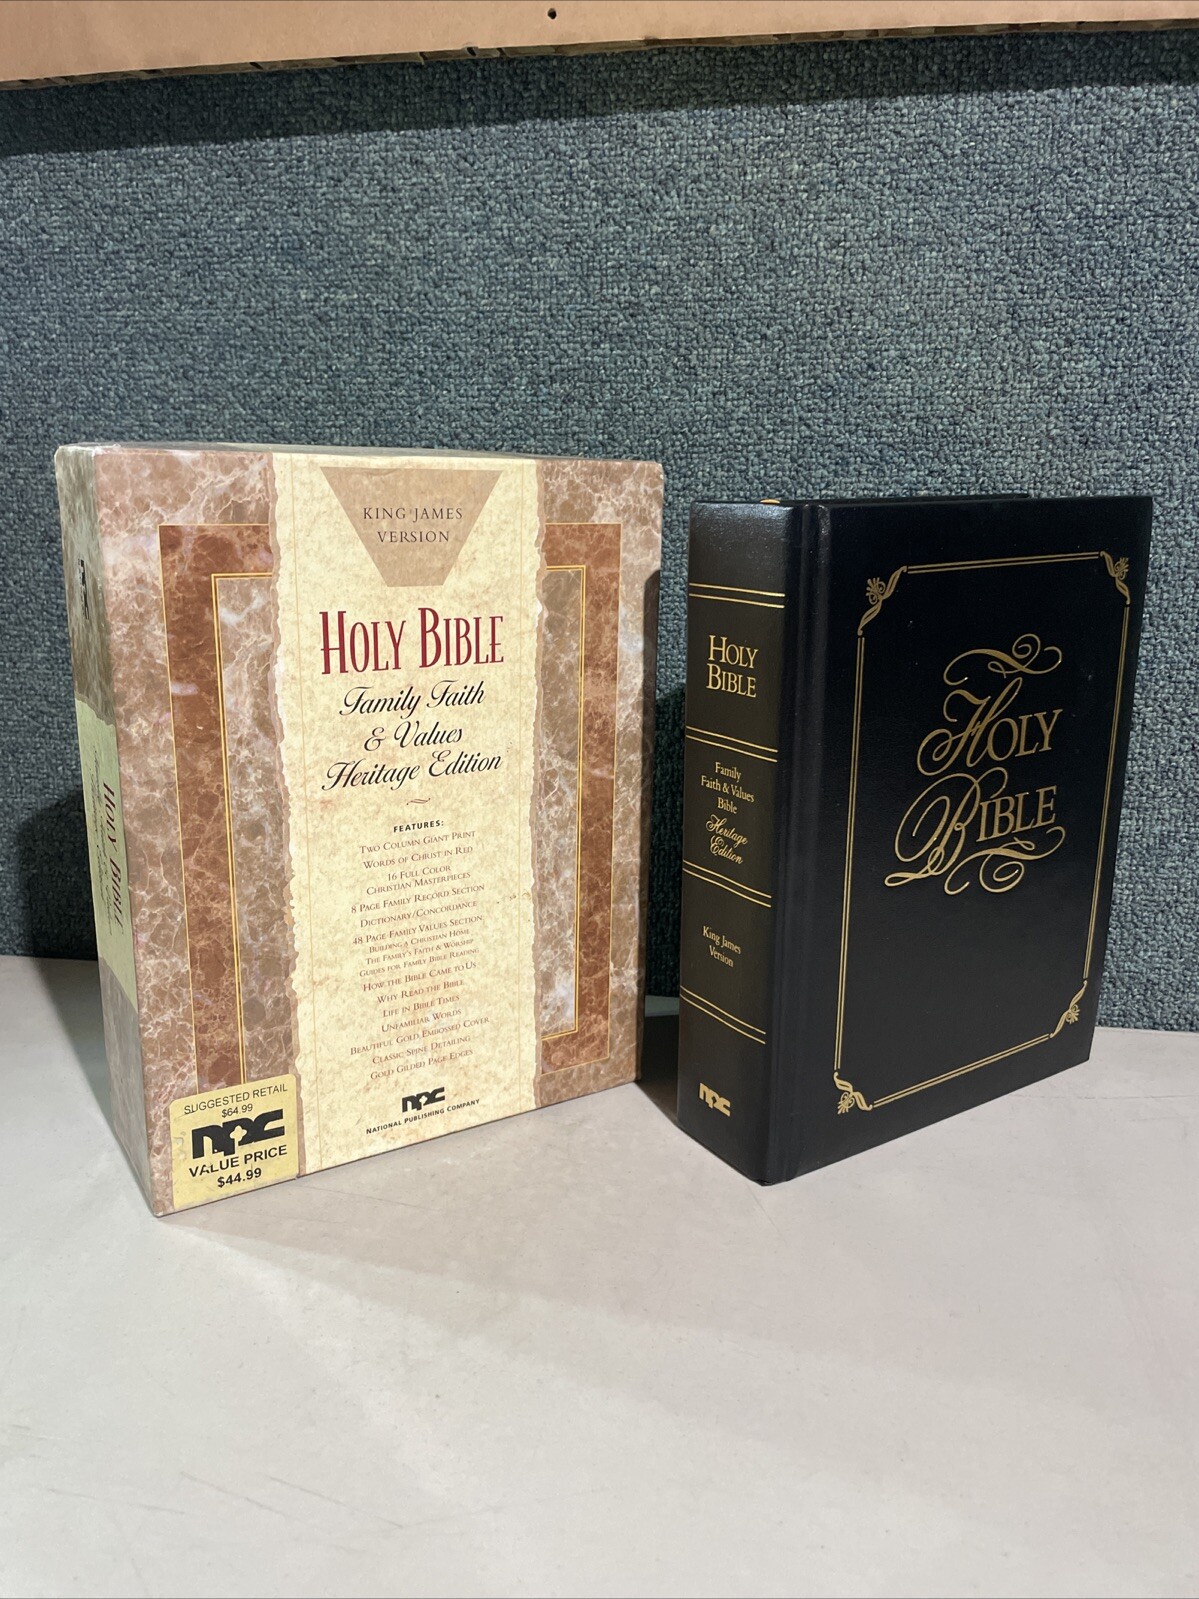 KING JAMES
VERSION
HOLY BIBLE
Family Faith
& Values
Heritage Edition
FEATURES:
TWO COLUMN GIANT PRINT
WORDS OF CHRIST IN RED
16 FULL COLOR
CHRISTIAN MASTERPIECES
8 PAGE FAMILY RECORD SECTION
DICTIONARY/CONCORDANCE
48 PAGE FAMILY VALUES SECTION
BUILDING A CHRISTIAN HOME
THE FAMILY'S FAITH & WORSHIP
GUIDES FOR FAMILY BIBLE READING
HOW THE BIBLE CAME TO US
WHY READ THE BIBLE
LIFE IN BIBLE TIMES
UNFAMILIAR WORDS
BEAUTIFUL GOLD EMBOSSED COVER
CLASSIC SPINE DETAILING
GOLD GILDED PAGE EDGES
npc
NATIONAL PUBLISHING COMPANY
SUGGESTED RETAIL
$64.99
npc
VALUE PRICE
$44.99
npc
HOLY BIBLE
HOLY
BIBLE
Family
Faith & Values
Bible
Heritage
Edition
King James
Version
npc
HOLY
BIBLE